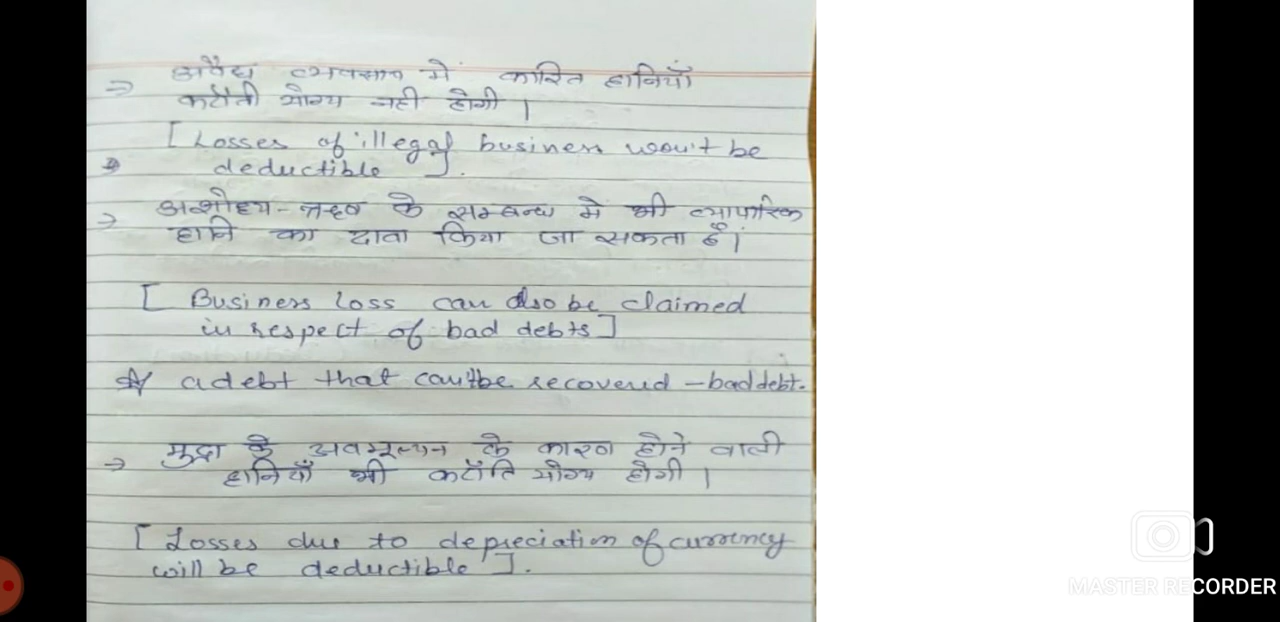 अवैध व्यवसाय में कारित हानियाँ
⇒ कटौती योग्य नही होगी ।
[ Losses of illegal business won't be
⇒ deductible ].
अशोध्य-ऋण के सम्बन्ध मे भी व्यापारिक
→ हानि का दावा किया जा सकता है।
[ Business loss can also be claimed
in respect of bad debts ]
☆ a debt that can't be recovered - bad debt.
मुद्रा के अवमूल्यन के कारण होने वाली
→ हानियाँ भी कटौति योग्य होगी ।
[ Losses due to depreciation of currency
will be deductible ].
MASTER RECORDER